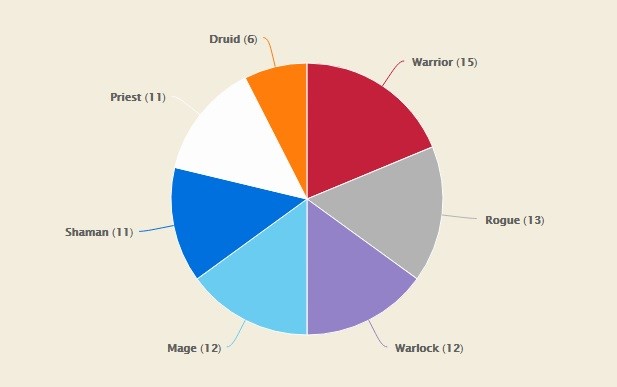 Druid (6)
Warrior (15)
Priest (11)
Rogue (13)
Shaman (11)
Mage (12)
Warlock (12)